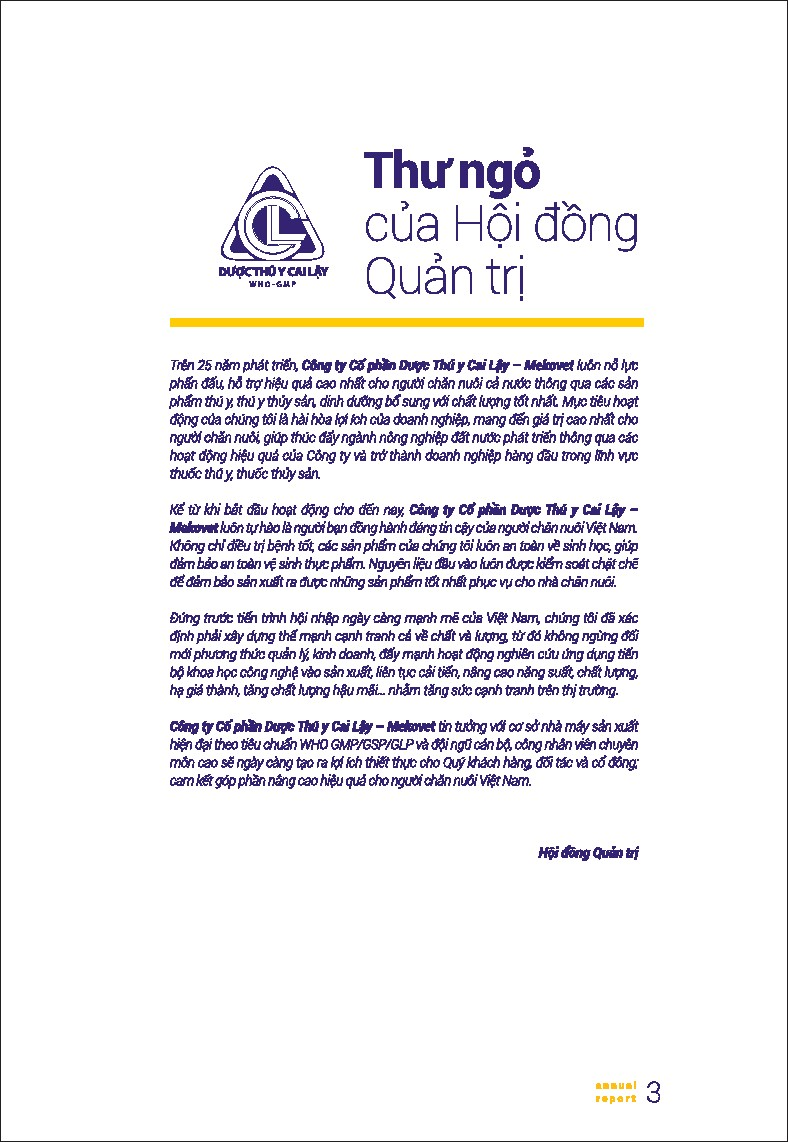 Thư ngỏ
của Hội đồng
Quản trị
CL
DƯỢC THÚ Y CAI LẬY
WHO-GMP
Trên 25 năm phát triển, Công ty Cổ phần Dược Thú y Cai Lậy – Mekovet luôn nỗ lực
phấn đấu, hỗ trợ hiệu quả cao nhất cho người chăn nuôi cả nước thông qua các sản
phẩm thú y, thú y thủy sản, dinh dưỡng bổ sung với chất lượng tốt nhất. Mục tiêu hoạt
động của chúng tôi là hài hòa lợi ích của doanh nghiệp, mang đến giá trị cao nhất cho
người chăn nuôi, giúp thúc đẩy ngành nông nghiệp đất nước phát triển thông qua các
hoạt động hiệu quả của Công ty và trở thành doanh nghiệp hàng đầu trong lĩnh vực
thuốc thú y, thuốc thủy sản.
Kể từ khi bắt đầu hoạt động cho đến nay, Công ty Cổ phần Dược Thú y Cai Lậy –
Mekovet luôn tự hào là người bạn đồng hành đáng tin cậy của người chăn nuôi Việt Nam.
Không chỉ điều trị bệnh tốt, các sản phẩm của chúng tôi luôn an toàn về sinh học, giúp
đảm bảo an toàn vệ sinh thực phẩm. Nguyên liệu đầu vào luôn được kiểm soát chặt chẽ
để đảm bảo sản xuất ra được những sản phẩm tốt nhất phục vụ cho nhà chăn nuôi.
Đứng trước tiến trình hội nhập ngày càng mạnh mẽ của Việt Nam, chúng tôi đã xác
định phải xây dựng thế mạnh cạnh tranh cả về chất và lượng, từ đó không ngừng đổi
mới phương thức quản lý, kinh doanh, đẩy mạnh hoạt động nghiên cứu ứng dụng tiến
bộ khoa học công nghệ vào sản xuất, liên tục cải tiến, nâng cao năng suất, chất lượng,
hạ giá thành, tăng chất lượng hậu mãi... nhằm tăng sức cạnh tranh trên thị trường.
Công ty Cổ phần Dược Thú y Cai Lậy – Mekovet tin tưởng với cơ sở nhà máy sản xuất
hiện đại theo tiêu chuẩn WHO GMP/GSP/GLP và đội ngũ cán bộ, công nhân viên chuyên
môn cao sẽ ngày càng tạo ra lợi ích thiết thực cho Quý khách hàng, đối tác và cổ đông;
cam kết góp phần nâng cao hiệu quả cho người chăn nuôi Việt Nam.
Hội đồng Quản trị
annual
report 3